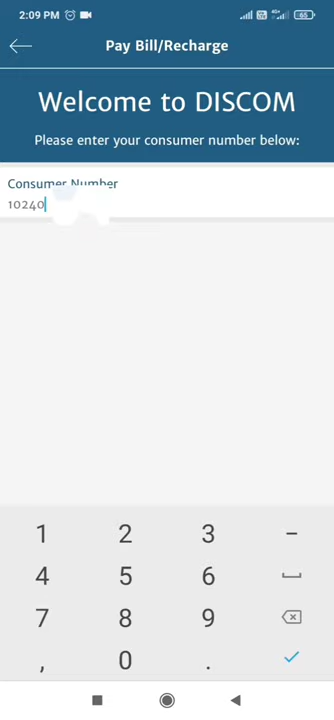 2:09 PM
65
Pay Bill/Recharge
Welcome to DISCOM
Please enter your consumer number below:
Consumer Number
10240
1 2 3 -
4 5 6
7 8 9
, 0 .